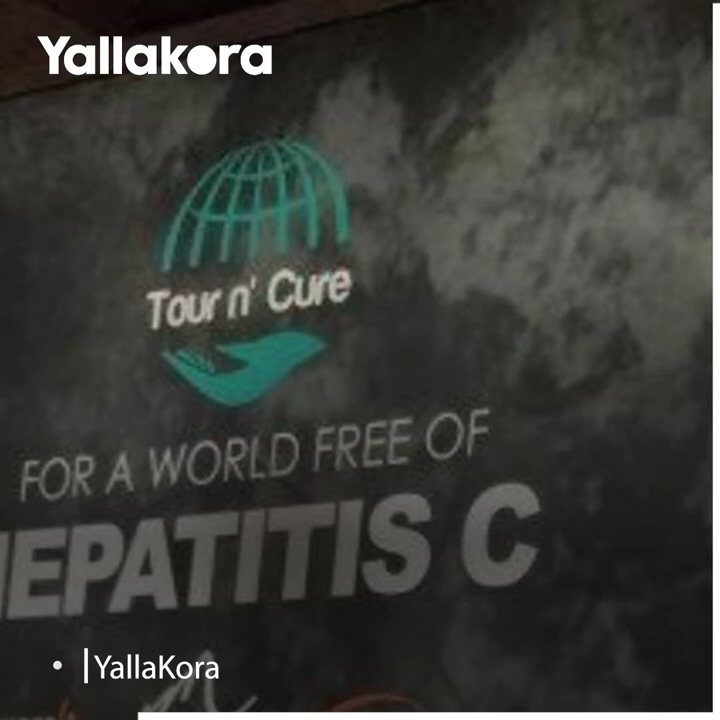 Yallakora
Tour n' Cure
FOR A WORLD FREE OF
HEPATITIS C
• |YallaKora